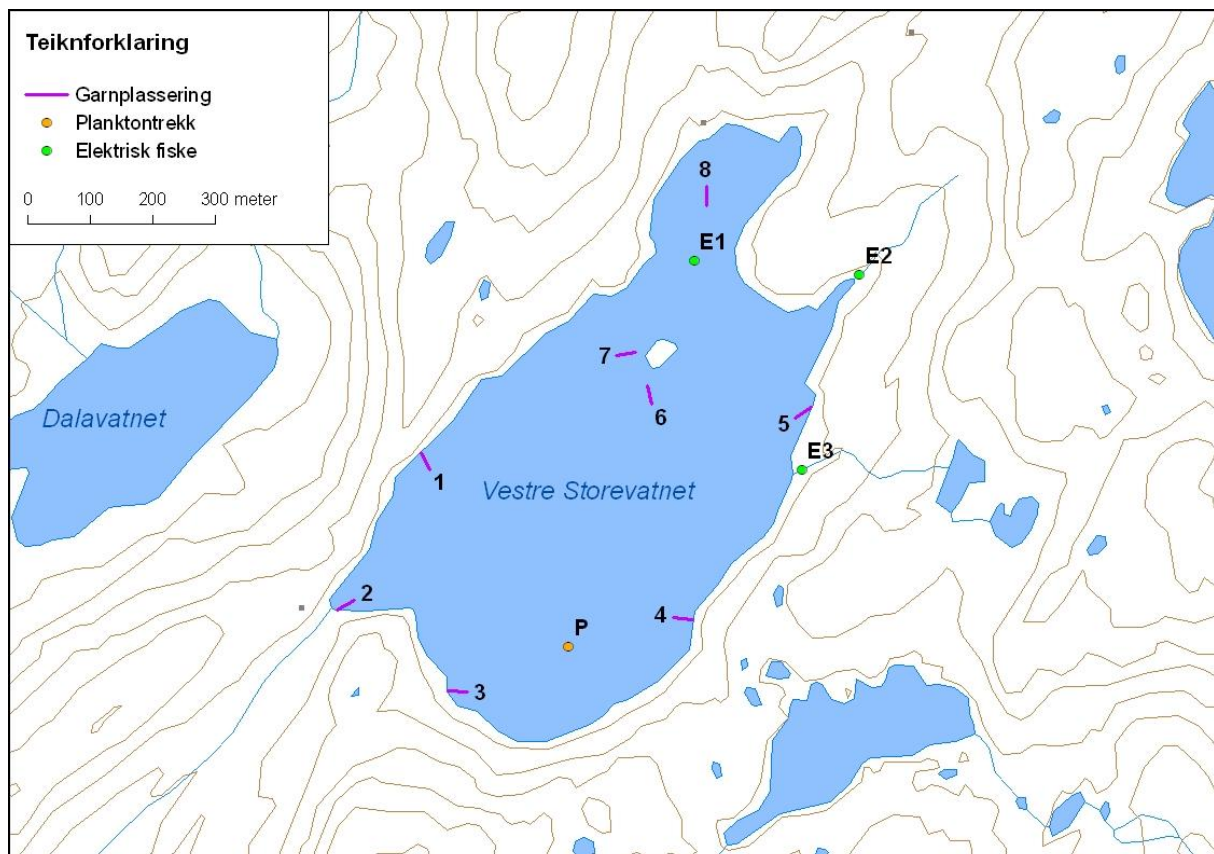 Teiknforklaring
Garnplassering
Planktontrekk
Elektrisk fiske
0 100 200 300 meter
8
E1
E2
7
6
5
Dalavatnet
E3
1
Vestre Storevatnet
2
4
P
3